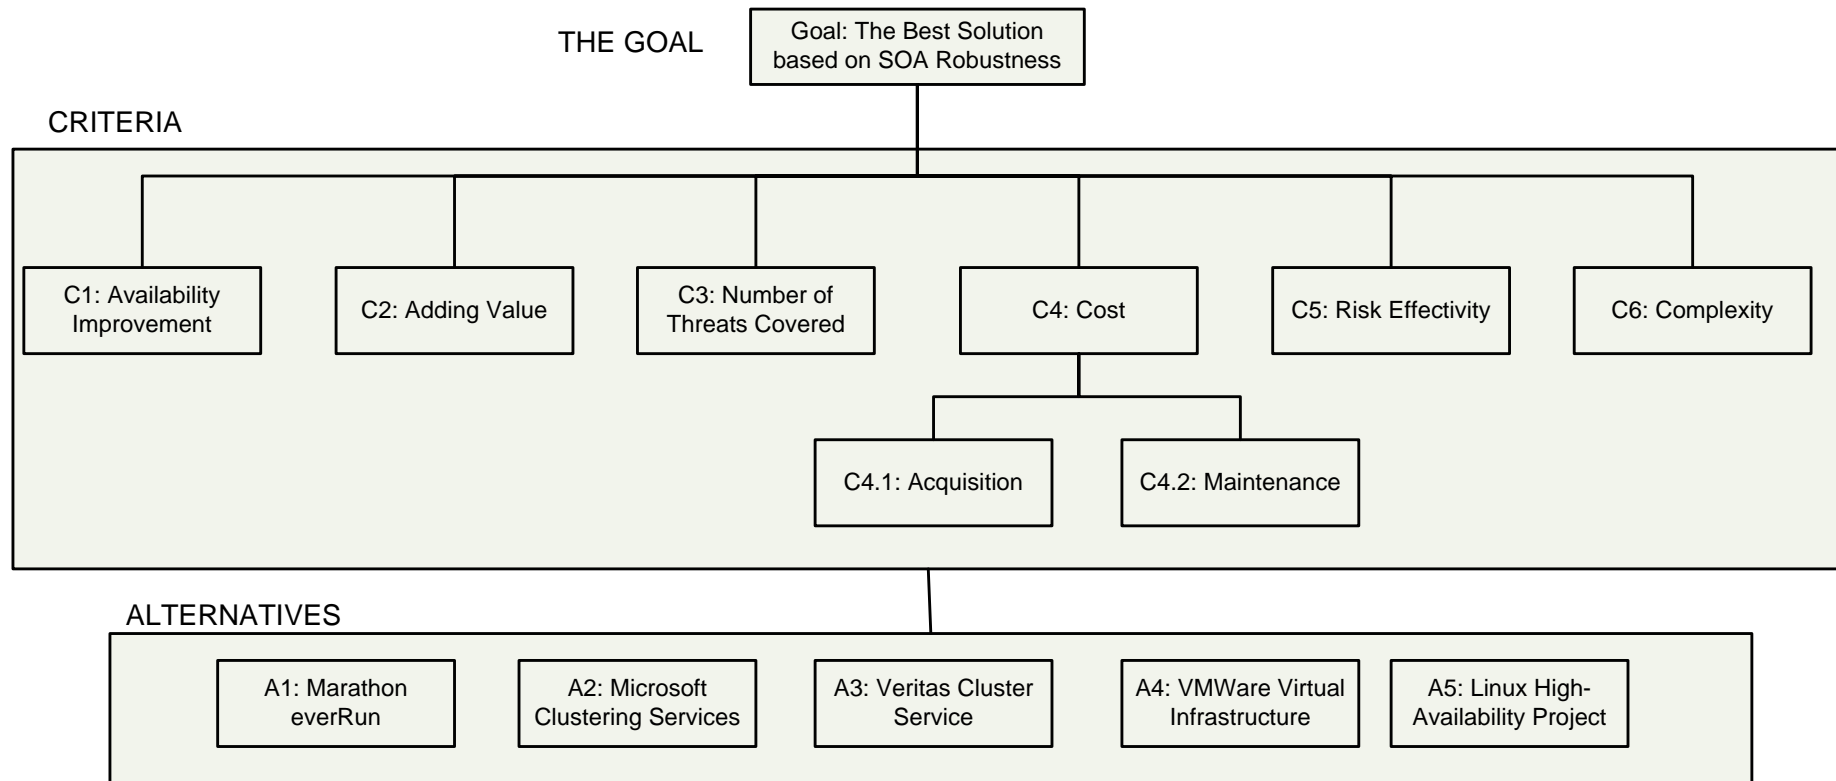 THE GOAL
Goal: The Best Solution
based on SOA Robustness
CRITERIA
C1: Availability
Improvement
C2: Adding Value
C3: Number of
Threats Covered
C4: Cost
C5: Risk Effectivity
C6: Complexity
C4.1: Acquisition
C4.2: Maintenance
ALTERNATIVES
A1: Marathon
everRun
A2: Microsoft
Clustering Services
A3: Veritas Cluster
Service
A4: VMWare Virtual
Infrastructure
A5: Linux High-
Availability Project